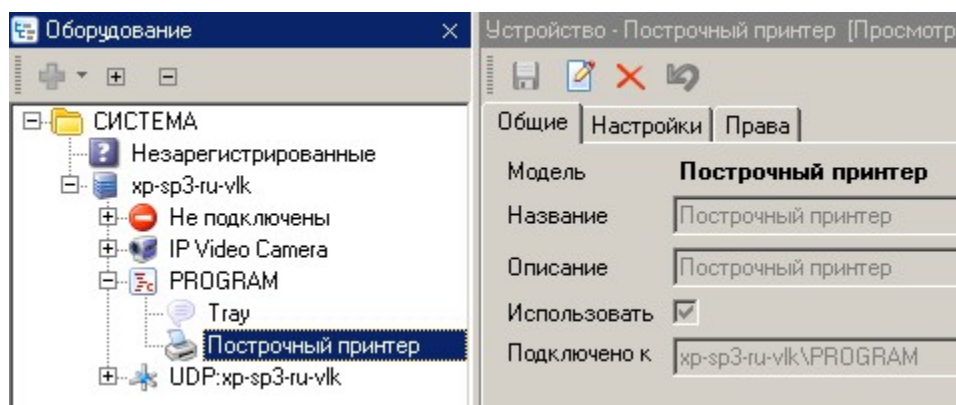 Оборудование
СИСТЕМА
Незарегистрированные
xp-sp3-ru-vlk
Не подключены
IP Video Camera
PROGRAM
Tray
Построчный принтер
UDP:xp-sp3-ru-vlk
Устройство - Построчный принтер [Просмотр
Общие Настройки Права
Модель Построчный принтер
Название Построчный принтер
Описание Построчный принтер
Использовать
Подключено к xp-sp3-ru-vlk\PROGRAM